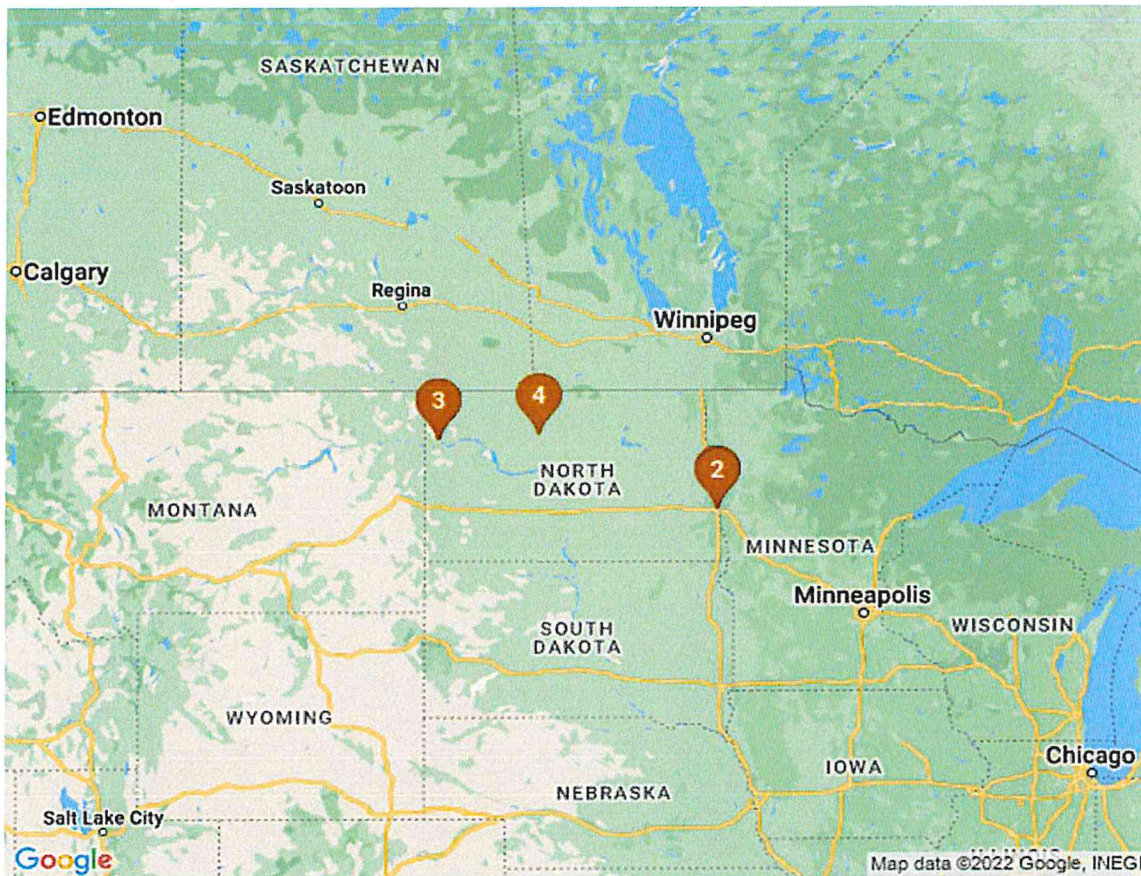 SASKATCHEWAN
Edmonton
Saskatoon
Calgary
Regina
Winnipeg
3
4
2
NORTH
DAKOTA
MONTANA
MINNESOTA
Minneapolis
WISCONSIN
SOUTH
DAKOTA
WYOMING
Chicago
IOWA
NEBRASKA
Salt Lake City
Google
Map data ©2022 Google, INEGI
ILLINOIS